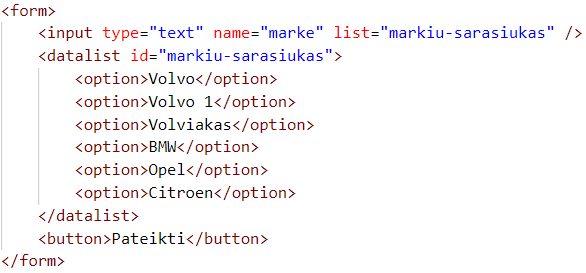 <form>
    <input type="text" name="marke" list="markiu-sarasiukas" />
    <datalist id="markiu-sarasiukas">
        <option>Volvo</option>
        <option>Volvo 1</option>
        <option>Volviakas</option>
        <option>BMW</option>
        <option>Opel</option>
        <option>Citroen</option>
    </datalist>
    <button>Pateikti</button>
</form>